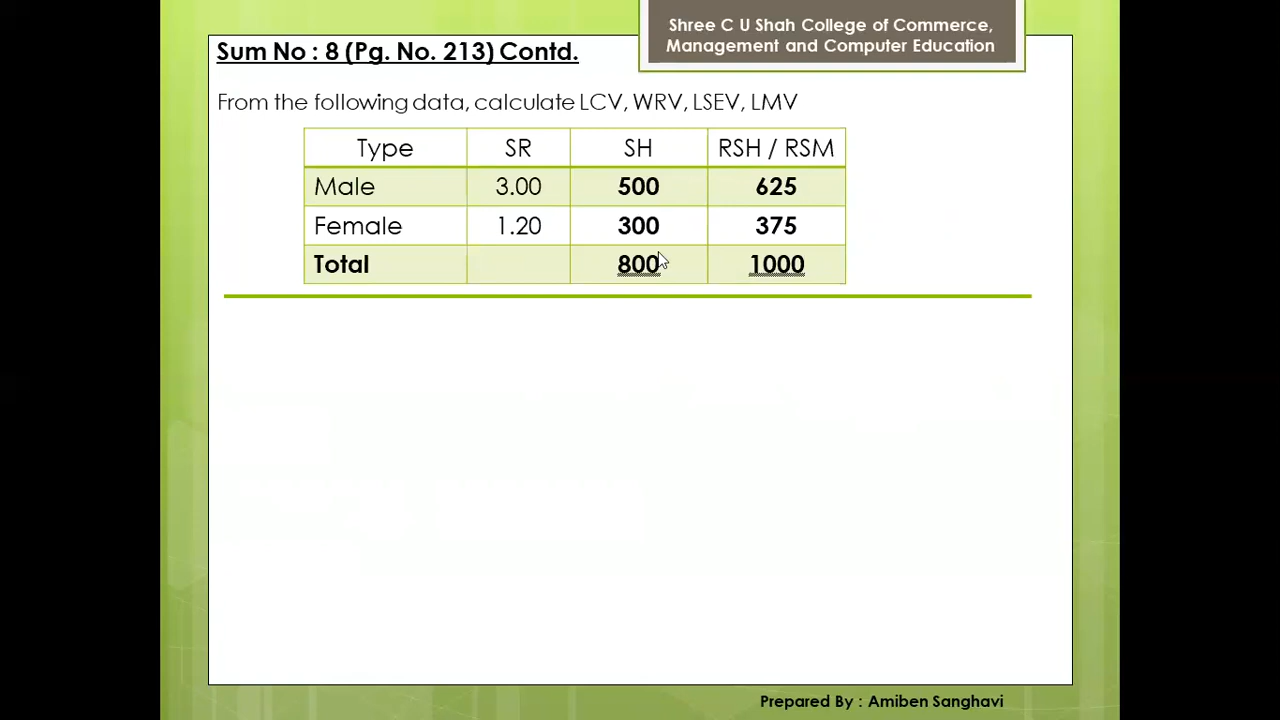 Shree C U Shah College of Commerce,
Management and Computer Education
Sum No : 8 (Pg. No. 213) Contd.
From the following data, calculate LCV, WRV, LSEV, LMV
Type SR SH RSH / RSM
Male 3.00 500 625
Female 1.20 300 375
Total 800 1000
Prepared By : Amiben Sanghavi